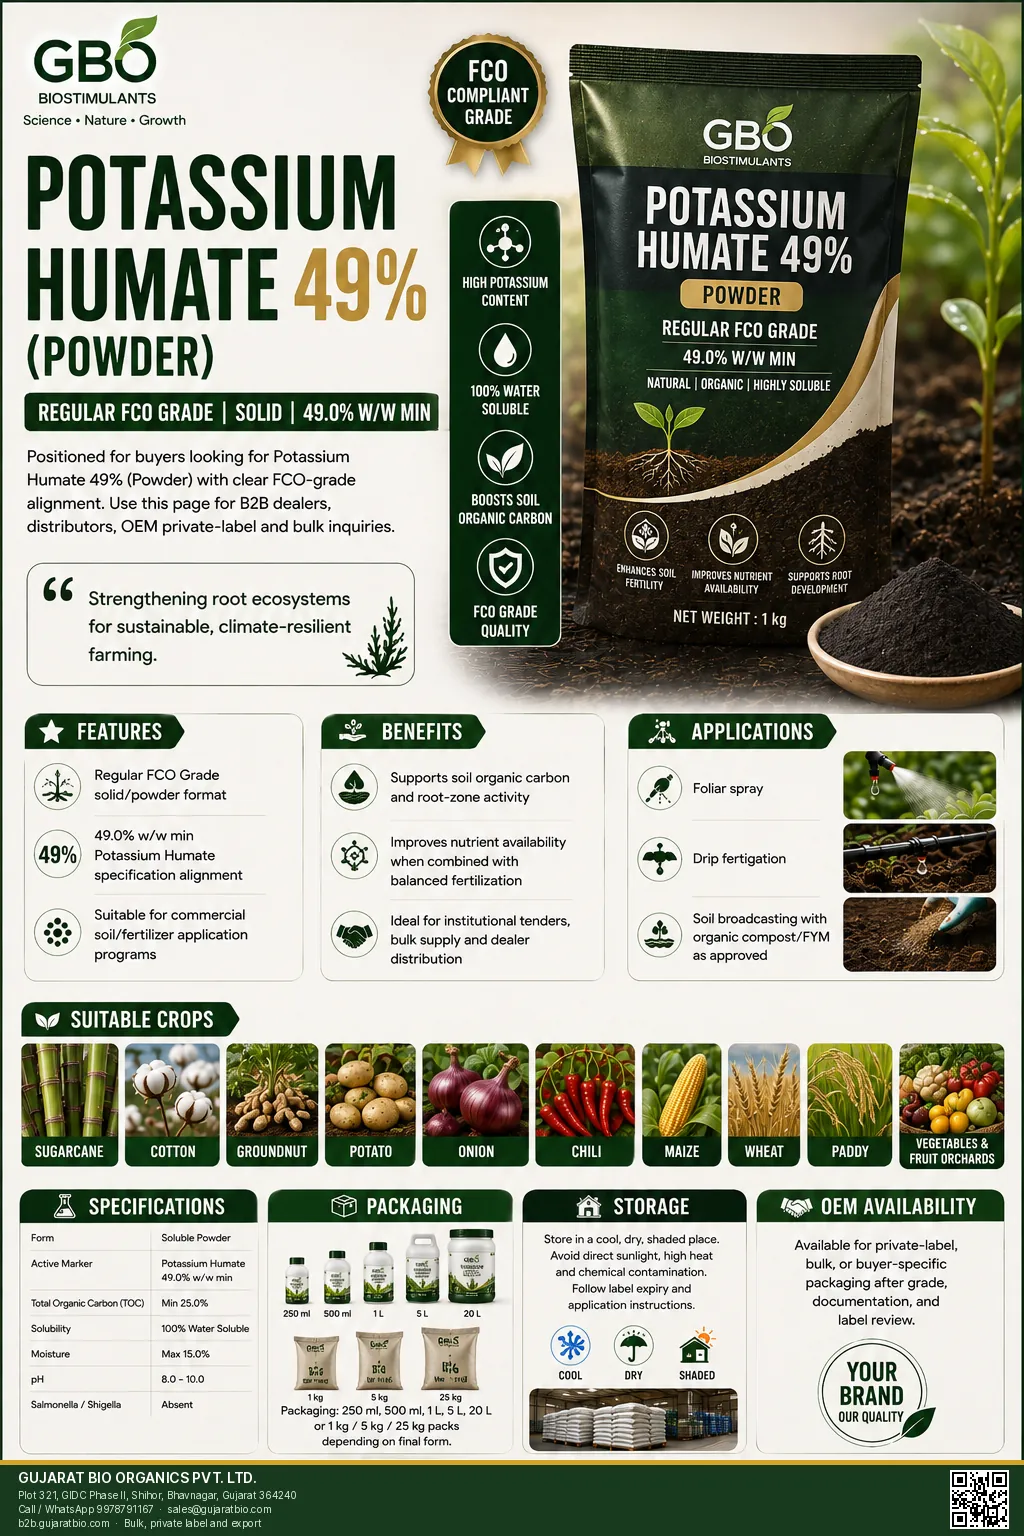 GBO
BIOSTIMULANTS
Science • Nature • Growth
FCO
COMPLIANT
GRADE
POTASSIUM
HUMATE 49%
(POWDER)
REGULAR FCO GRADE | SOLID | 49.0% W/W MIN
Positioned for buyers looking for Potassium
Humate 49% (Powder) with clear FCO-grade
alignment. Use this page for B2B dealers,
distributors, OEM private-label and bulk inquiries.
“ Strengthening root ecosystems
for sustainable, climate-resilient
farming.
HIGH POTASSIUM
CONTENT
100% WATER
SOLUBLE
BOOSTS SOIL
ORGANIC CARBON
FCO GRADE
QUALITY
GBO
BIOSTIMULANTS
POTASSIUM
HUMATE 49%
POWDER
REGULAR FCO GRADE
49.0% W/W MIN
NATURAL | ORGANIC | HIGHLY SOLUBLE
ENHANCES SOIL
FERTILITY
IMPROVES NUTRIENT
AVAILABILITY
SUPPORTS ROOT
DEVELOPMENT
NET WEIGHT : 1 kg
FEATURES
Regular FCO Grade
solid/powder format
49%
49.0% w/w min
Potassium Humate
specification alignment
Suitable for commercial
soil/fertilizer application
programs
BENEFITS
Supports soil organic carbon
and root-zone activity
Improves nutrient availability
when combined with
balanced fertilization
Ideal for institutional tenders,
bulk supply and dealer
distribution
APPLICATIONS
Foliar spray
Drip fertigation
Soil broadcasting with
organic compost/FYM
as approved
SUITABLE CROPS
SUGARCANE
COTTON
GROUNDNUT
POTATO
ONION
CHILI
MAIZE
WHEAT
PADDY
VEGETABLES &
FRUIT ORCHARDS
SPECIFICATIONS
Form Soluble Powder
Active Marker Potassium Humate
49.0% w/w min
Total Organic Carbon (TOC) Min 25.0%
Solubility 100% Water Soluble
Moisture Max 15.0%
pH 8.0 – 10.0
Salmonella / Shigella Absent
PACKAGING
250 ml 500 ml 1 L 5 L 20 L
1 kg 5 kg 25 kg
Packaging: 250 ml, 500 ml, 1 L, 5 L, 20 L
or 1 kg / 5 kg / 25 kg packs
depending on final form.
STORAGE
Store in a cool, dry, shaded place.
Avoid direct sunlight, high heat
and chemical contamination.
Follow label expiry and
application instructions.
COOL DRY SHADED
OEM AVAILABILITY
Available for private-label,
bulk, or buyer-specific
packaging after grade,
documentation, and
label review.
YOUR
BRAND
OUR QUALITY
GUJARAT BIO ORGANICS PVT. LTD.
Plot 321, GIDC Phase II, Shihor, Bhavnagar, Gujarat 364240
Call / WhatsApp 9978791167 · sales@gujaratbio.com
b2b.gujaratbio.com · Bulk, private label and export